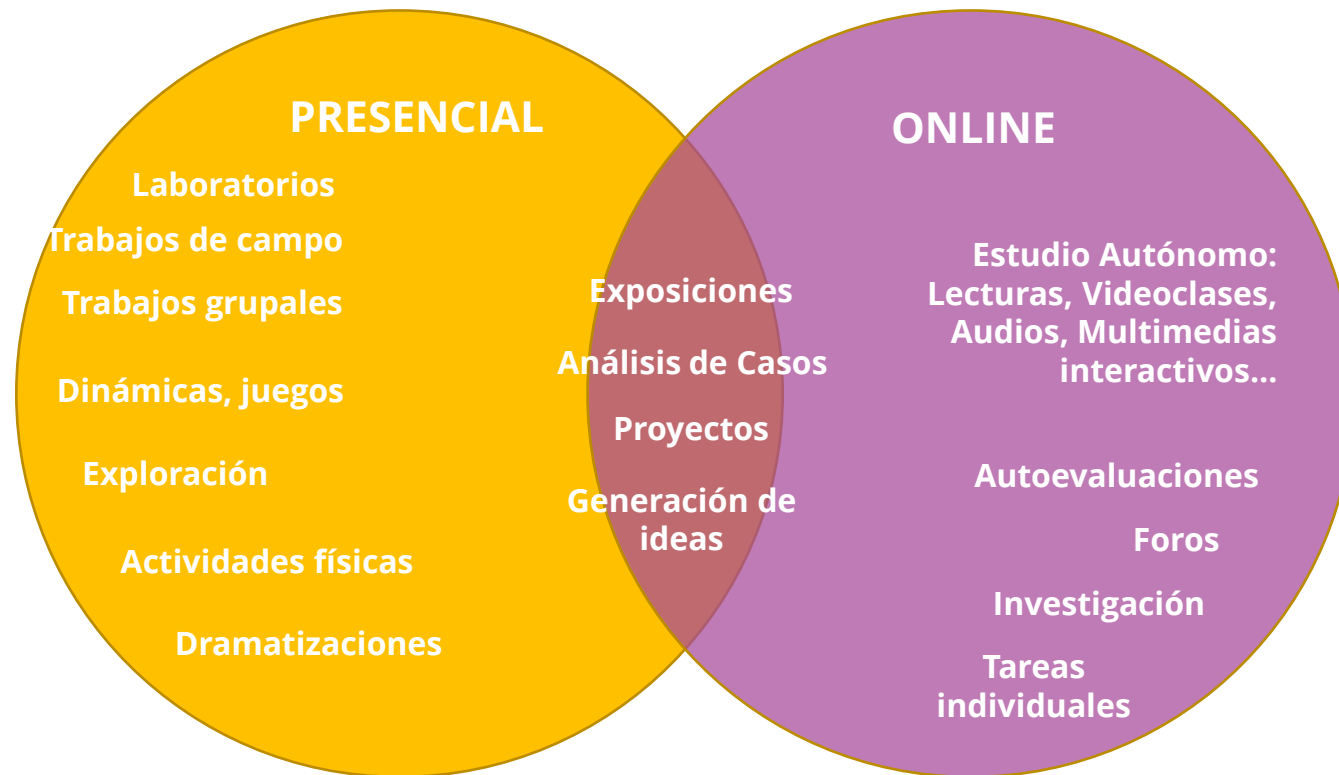 PRESENCIAL
Laboratorios
Trabajos de campo
Trabajos grupales
Dinámicas, juegos
Exploración
Actividades físicas
Dramatizaciones
Exposiciones
Análisis de Casos
Proyectos
Generación de
ideas
ONLINE
Estudio Autónomo:
Lecturas, Videoclases,
Audios, Multimedias
interactivos...
Autoevaluaciones
Foros
Investigación
Tareas
individuales